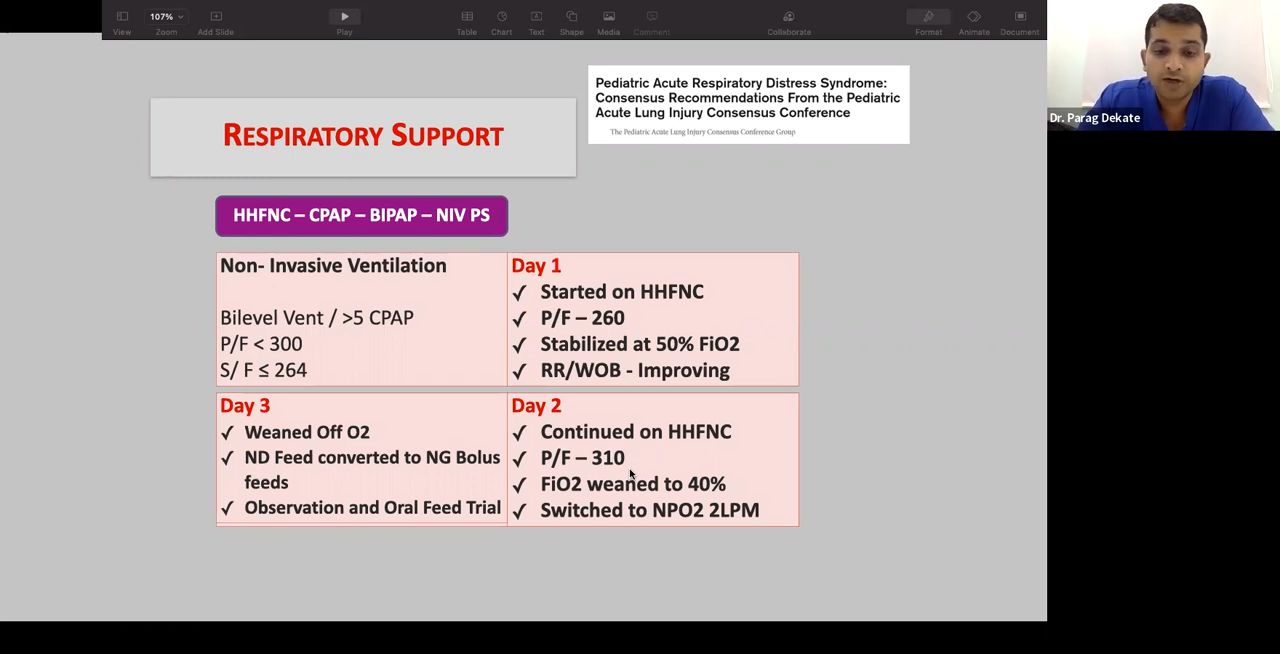 107%
View
Zoom
Add Slide
Play
Table
Chart
Text
Shape
Media
Comment
Collaborate
Format
Animate
Document
Pediatric Acute Respiratory Distress Syndrome:
Consensus Recommendations From the Pediatric
Acute Lung Injury Consensus Conference
The Pediatric Acute Lung Injury Consensus Conference Group
RESPIRATORY SUPPORT
HHFNC – CPAP – BIPAP – NIV PS
Non- Invasive Ventilation
Bilevel Vent / >5 CPAP
P/F < 300
S/ F ≤ 264
Day 1
✓ Started on HHFNC
✓ P/F – 260
✓ Stabilized at 50% FiO2
✓ RR/WOB - Improving
Day 3
✓ Weaned Off O2
✓ ND Feed converted to NG Bolus
feeds
✓ Observation and Oral Feed Trial
Day 2
✓ Continued on HHFNC
✓ P/F – 310
✓ FiO2 weaned to 40%
✓ Switched to NPO2 2LPM
Dr. Parag Dekate